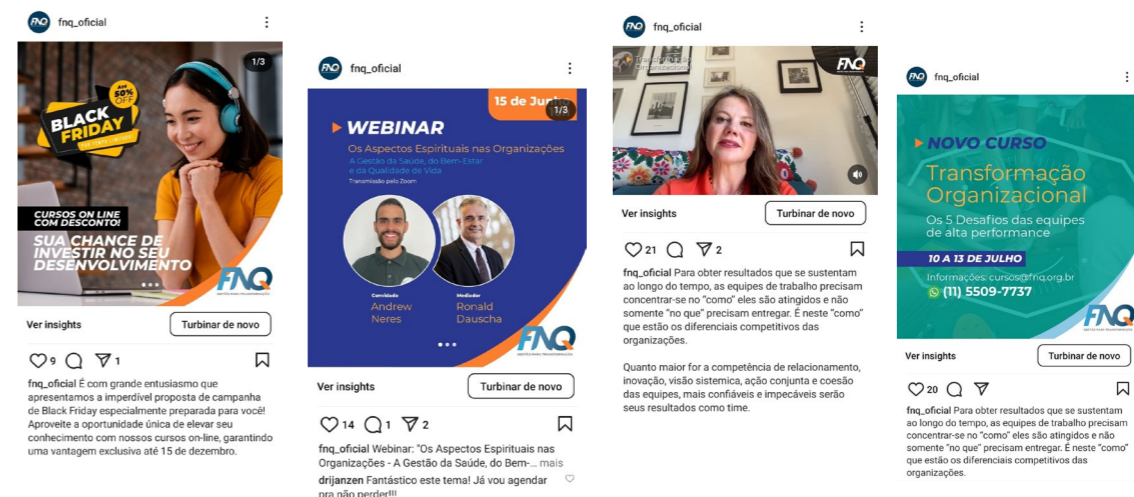 FNQ fnq_oficial
1/3
Até
50%
OFF
BLACK
FRIDAY
CURSOS ON LINE
COM DESCONTO!
SUA CHANCE DE
INVESTIR NO SEU
DESENVOLVIMENTO
FNQ
Ver insights
Turbinar de novo
9
1
fnq_oficial É com grande entusiasmo que
apresentamos a imperdível proposta de campanha
de Black Friday especialmente preparada para você!
Aproveite a oportunidade única de elevar seu
conhecimento com nossos cursos on-line, garantindo
uma vantagem exclusiva até 15 de dezembro.
FNQ fnq_oficial
15 de Junho
1/3
WEBINAR
Os Aspectos Espirituais nas Organizações
A Gestão da Saúde, do Bem-Estar
e da Qualidade de Vida
Transmissão pelo Zoom
Convidado
Andrew
Neres
Mediador
Ronald
Dauscha
FNQ
GESTÃO PARA TRANSFORMAÇÃO
Ver insights
Turbinar de novo
14
1
2
fnq_oficial Webinar: "Os Aspectos Espirituais nas
Organizações - A Gestão da Saúde, do Bem-... mais
drijanzen Fantástico este tema! Já vou agendar
pra não perder!!!
FNQ fnq_oficial
Transformação
Organizacional
FNQ
Ver insights
Turbinar de novo
21
2
fnq_oficial Para obter resultados que se sustentam
ao longo do tempo, as equipes de trabalho precisam
concentrar-se no "como" eles são atingidos e não
somente "no que" precisam entregar. É neste "como"
que estão os diferenciais competitivos das
organizações.
Quanto maior for a competência de relacionamento,
inovação, visão sistemica, ação conjunta e coesão
das equipes, mais confiáveis e impecáveis serão
seus resultados como time.
FNQ fnq_oficial
NOVO CURSO
Transformação
Organizacional
Os 5 Desafios das equipes
de alta performance
10 A 13 DE JULHO
Informações: cursos@fnq.org.br
(11) 5509-7737
FNQ
GESTÃO PARA TRANSFORMAÇÃO
Ver insights
Turbinar de novo
20
fnq_oficial Para obter resultados que se sustentam
ao longo do tempo, as equipes de trabalho precisam
concentrar-se no "como" eles são atingidos e não
somente "no que" precisam entregar. É neste "como"
que estão os diferenciais competitivos das
organizações.